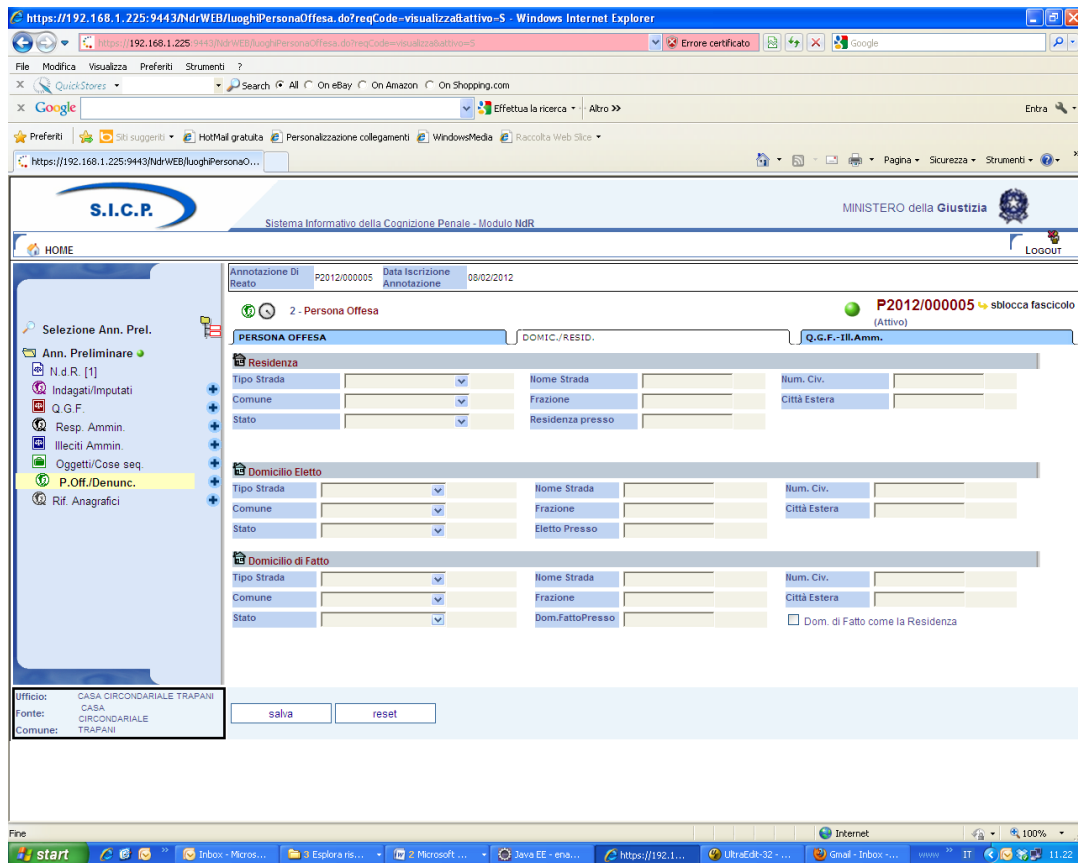 https://192.168.1.225:9443/NdrWEB/luoghiPersonaOffesa.do?reqCode=visualizza&attivo=S - Windows Internet Explorer
https://192.168.1.225:9443/NdrWEB/luoghiPersonaOffesa.do?reqCode=visualizza&attivo=S Errore certificato Google
File Modifica Visualizza Preferiti Strumenti ?
X QuickStores Search All On eBay On Amazon On Shopping.com
x Google Effettua la ricerca Altro >> Entra
Preferiti Siti suggeriti HotMail gratuita Personalizzazione collegamenti WindowsMedia Raccolta Web Slice
https://192.168.1.225:9443/NdrWEB/luoghiPersonaO... Pagina Sicurezza Strumenti
S.I.C.P. Sistema Informativo della Cognizione Penale - Modulo NdR MINISTERO della Giustizia
HOME LOGOUT
Annotazione Di Reato P2012/000005 Data Iscrizione Annotazione 08/02/2012
2 - Persona Offesa P2012/000005 sblocca fascicolo
(Attivo)
PERSONA OFFESA DOMIC./RESID. Q.G.F.-Ill.Amm.
Selezione Ann. Prel.
Ann. Preliminare
N.d.R. [1]
Indagati/Imputati
Q.G.F.
Resp. Ammin.
Illeciti Ammin.
Oggetti/Cose seq.
P.Off./Denunc.
Rif. Anagrafici
Residenza
Tipo Strada Nome Strada Num. Civ.
Comune Frazione Città Estera
Stato Residenza presso
Domicilio Eletto
Tipo Strada Nome Strada Num. Civ.
Comune Frazione Città Estera
Stato Eletto Presso
Domicilio di Fatto
Tipo Strada Nome Strada Num. Civ.
Comune Frazione Città Estera
Stato Dom.FattoPresso Dom. di Fatto come la Residenza
Ufficio: CASA CIRCONDARIALE TRAPANI
Fonte: CASA CIRCONDARIALE
Comune: TRAPANI
salva reset
Fine Internet 100%
start Inbox - Micros... 3 Esplora ris... 2 Microsoft ... Java EE - ena... https://192.1... UltraEdit-32 - ... Gmail - Inbox -... www IT 11.22